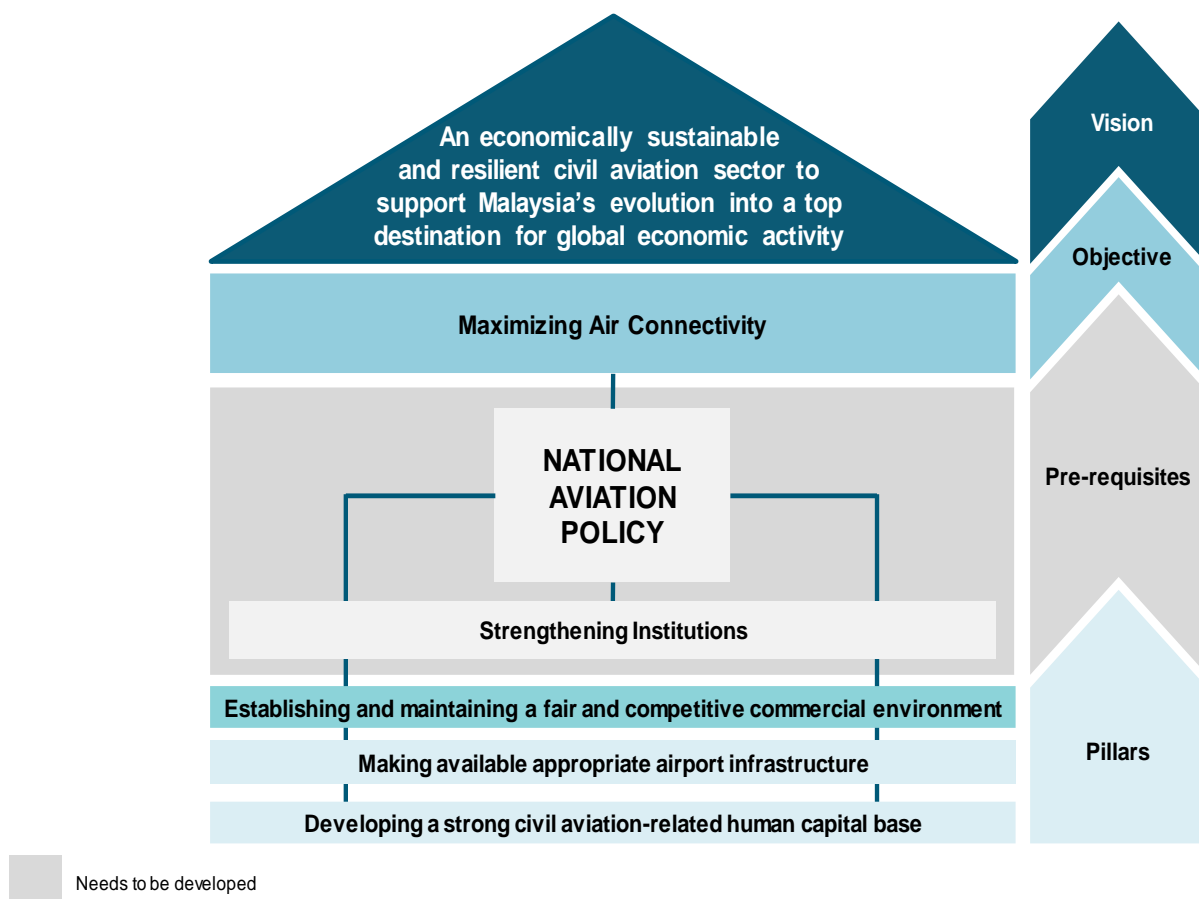 An economically sustainable
and resilient civil aviation sector to
support Malaysia's evolution into a top
destination for global economic activity
Vision
Maximizing Air Connectivity
Objective
NATIONAL
AVIATION
POLICY
Pre-requisites
Strengthening Institutions
Establishing and maintaining a fair and competitive commercial environment
Making available appropriate airport infrastructure
Developing a strong civil aviation-related human capital base
Pillars
Needs to be developed